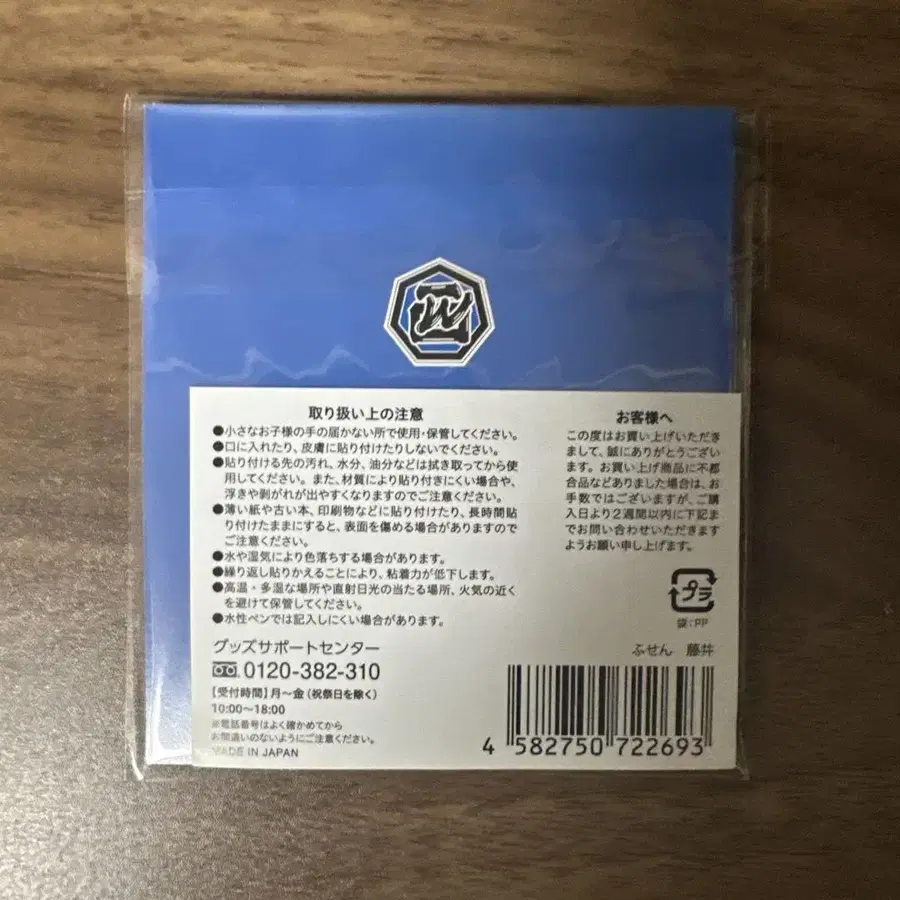 取り扱い上の注意
●小さなお子様の手の届かない所で使用・保管してください。
●口に入れたり、皮膚に貼り付けたりしないでください。
●貼り付ける先の汚れ、水分、油分などは拭き取ってから使
用してください。また、材質により貼り付きにくい場合や、
浮きや剥がれが出やすくなりますのでご注意ください。
●薄い紙や古い本、印刷物などに貼り付けたり、長時間貼
り付けたままにすると、表面を傷める場合がありますので
ご注意ください。
●水や湿気により色落ちする場合があります。
●繰り返し貼りかえることにより、粘着力が低下します。
●高温・多湿な場所や直射日光の当たる場所、火気の近く
を避けて保管してください。
●水性ペンでは記入しにくい場合があります。
グッズサポートセンター
0120-382-310
【受付時間】月〜金（祝祭日を除く）
10:00〜18:00
※電話番号はよく確かめてから
お間違いのないようにご注意ください。
MADE IN JAPAN
お客様へ
この度はお買い上げいただき
まして、誠にありがとうござい
ます。お買い上げ商品に不都
合品などありました場合は、お
手数ではございますが、ご購
入日より2週間以内に下記ま
でお問い合わせいただきます
ようお願い申し上げます。
プラ
袋:PP
ふせん 藤井
4 582750 722693